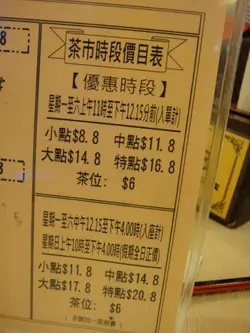 茶市時段價目表
【優惠時段】
星期一至六上午11時至下午12.15分前(入單計)
小點$8.8 中點$11.8
大點$14.8 特點$16.8
茶位: $6
星期一至六中午12.15至下午4.00時(入座計)
星期日上午10時至下午4.00時(假期全日正價)
小點$11.8 中點$14.8
大點$17.8 特點$20.8
茶位: $6